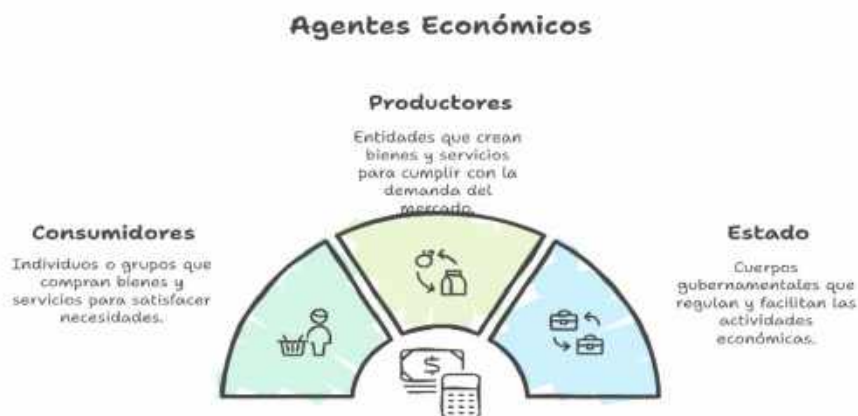 Agentes Económicos
Productores
Entidades que crean
bienes y servicios
para cumplir con la
demanda del
mercado.
Consumidores
Individuos o grupos que
compran bienes y
servicios para satisfacer
necesidades.
Estado
Cuerpos
gubernamentales que
regulan y facilitan las
actividades
económicas.
$